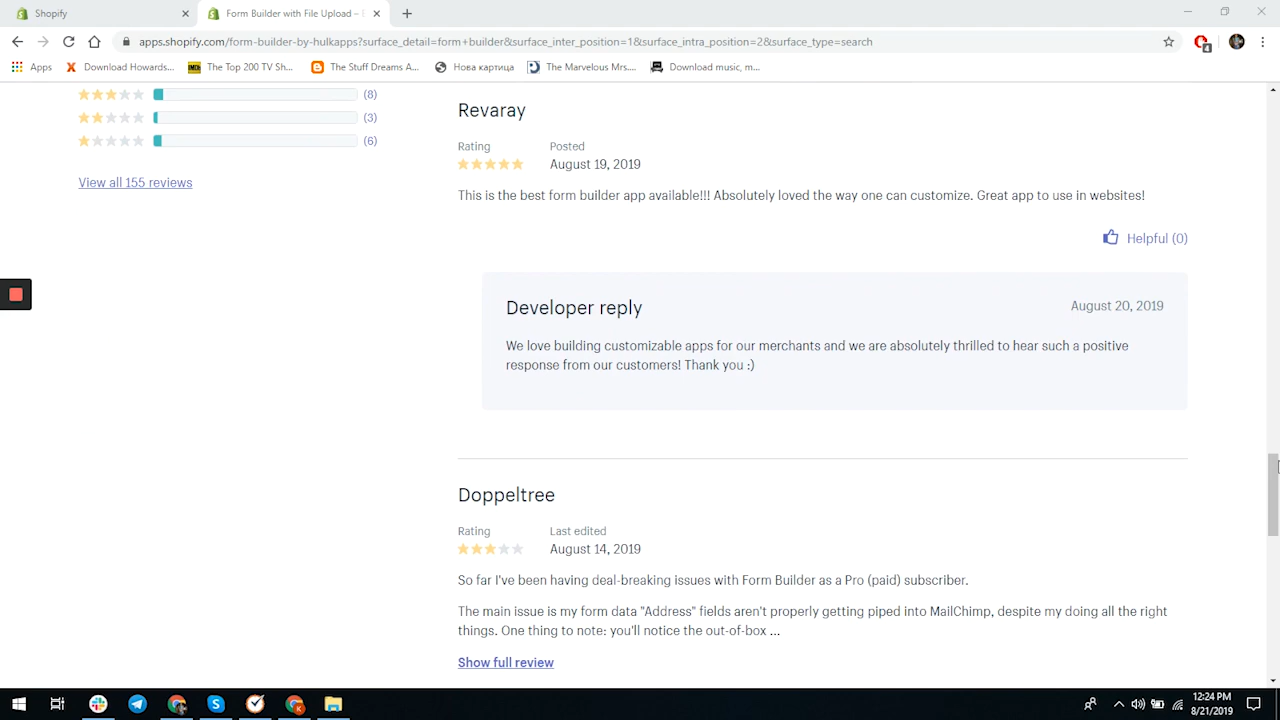 Shopify
Form Builder with File Upload –
apps.shopify.com/form-builder-by-hulkapps?surface_detail=form+builder&surface_inter_position=1&surface_intra_position=2&surface_type=search
4
Apps
Download Howards...
IMDb
The Top 200 TV Sh...
The Stuff Dreams A...
Нова картица
The Marvelous Mrs....
Download music, m...
(8)
(3)
(6)
View all 155 reviews
Revaray
Rating
Posted
August 19, 2019
This is the best form builder app available!!! Absolutely loved the way one can customize. Great app to use in websites!
Helpful (0)
Developer reply
August 20, 2019
We love building customizable apps for our merchants and we are absolutely thrilled to hear such a positive
response from our customers! Thank you :)
Doppeltree
Rating
Last edited
August 14, 2019
So far I've been having deal-breaking issues with Form Builder as a Pro (paid) subscriber.
The main issue is my form data "Address" fields aren't properly getting piped into MailChimp, despite my doing all the right
things. One thing to note: you'll notice the out-of-box ...
Show full review
12:24 PM
8/21/2019